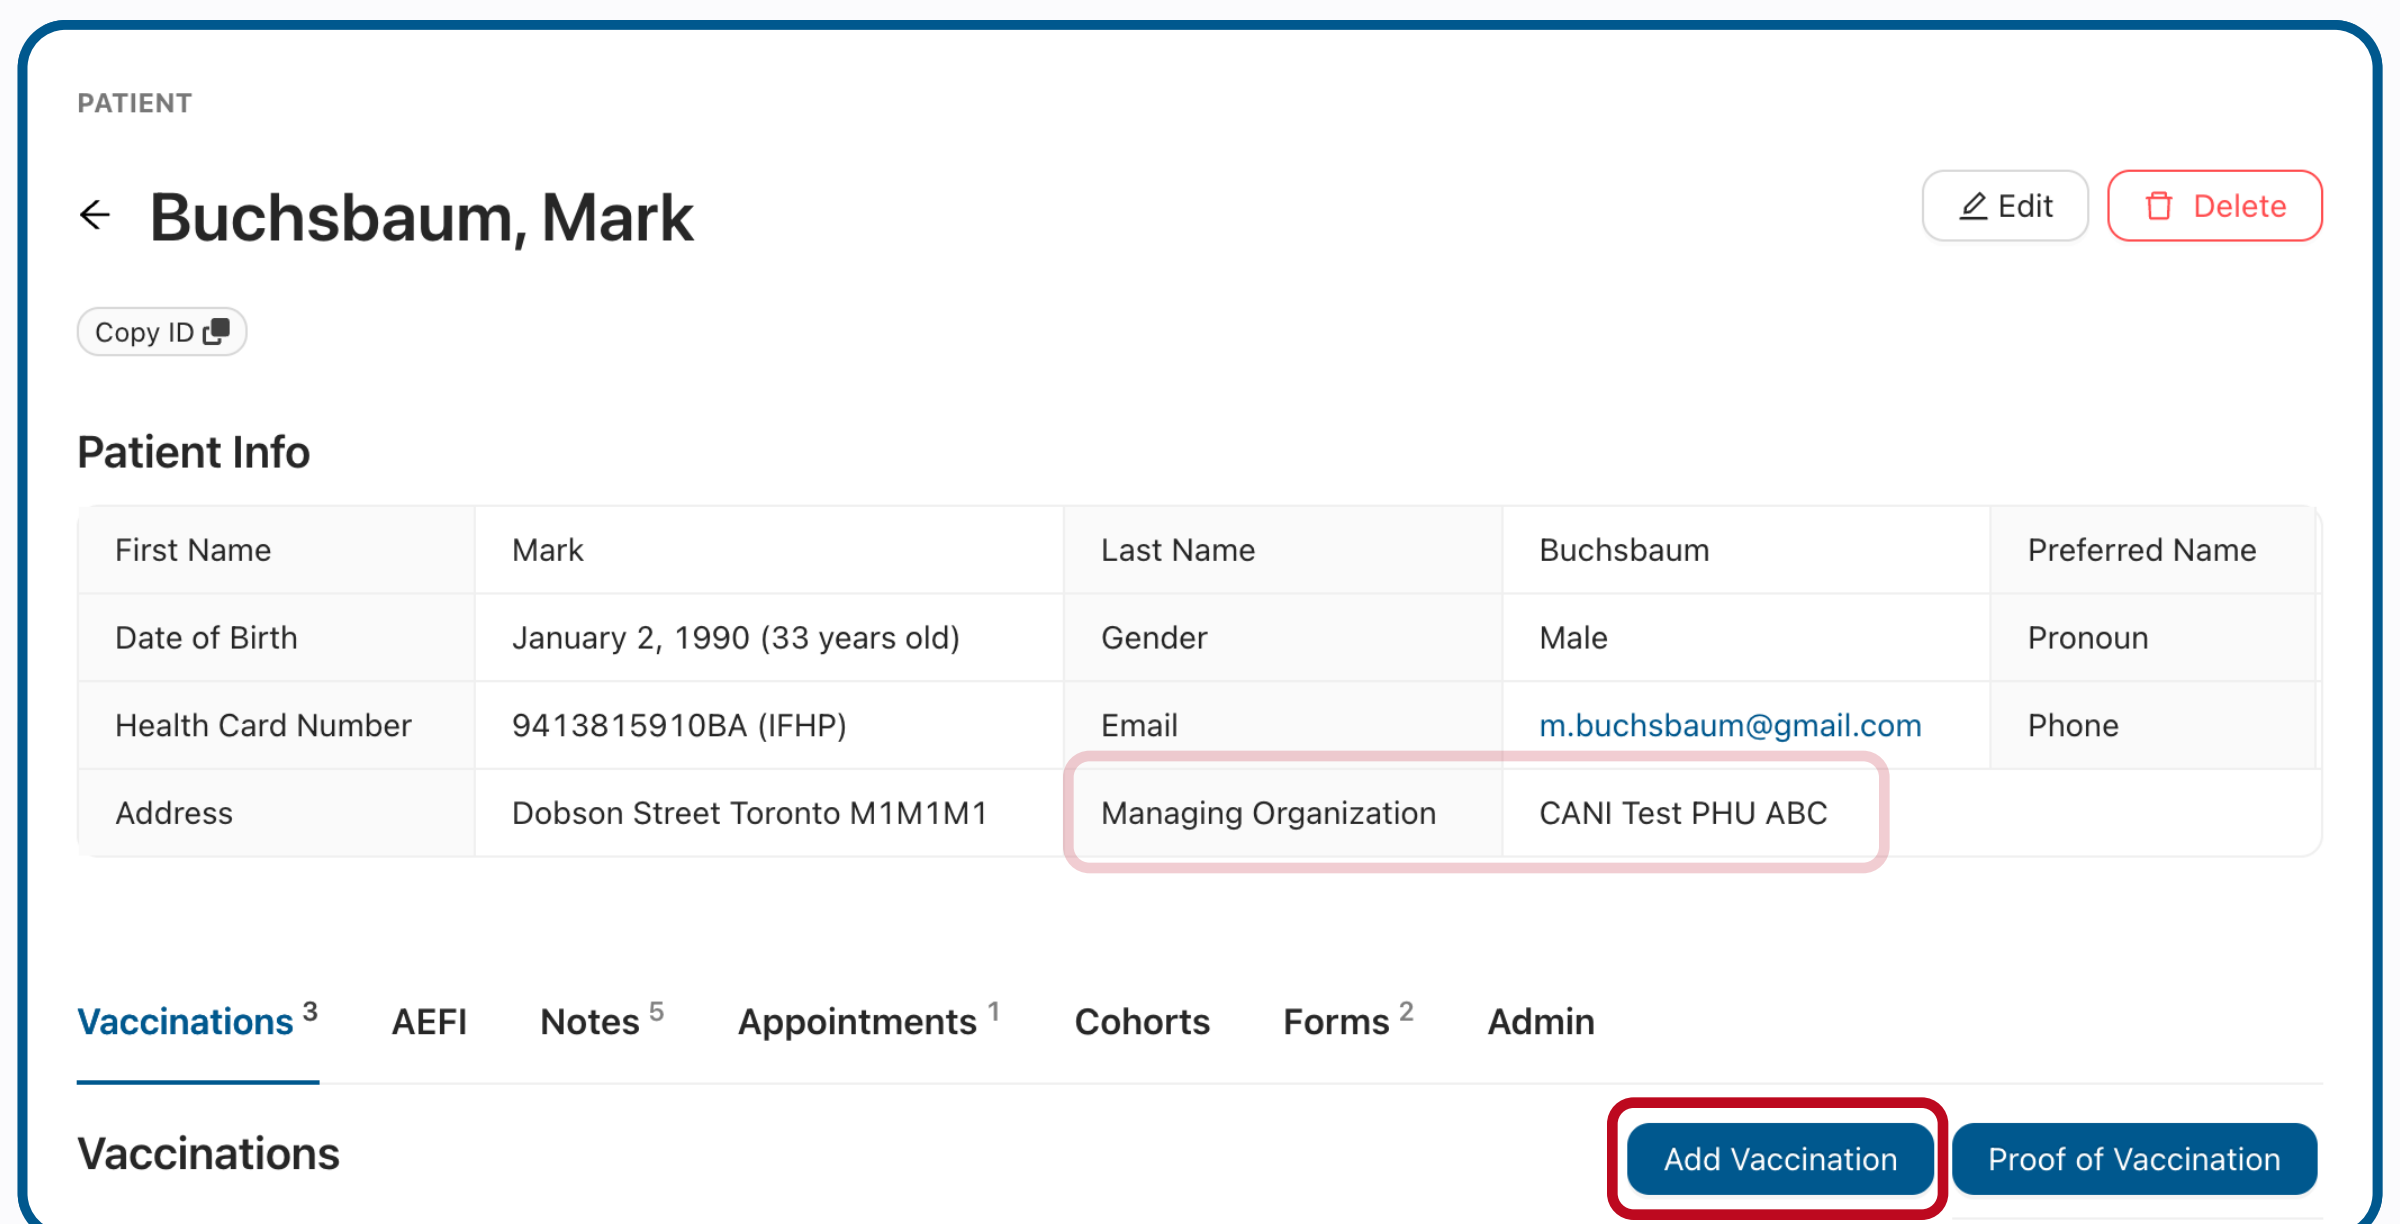 PATIENT
Buchsbaum, Mark
Edit
Delete
Copy ID
Patient Info
First Name Mark Last Name Buchsbaum Preferred Name
Date of Birth January 2, 1990 (33 years old) Gender Male Pronoun
Health Card Number 9413815910BA (IFHP) Email m.buchsbaum@gmail.com Phone
Address Dobson Street Toronto M1M1M1 Managing Organization CANI Test PHU ABC
Vaccinations 3 AEFI Notes 5 Appointments 1 Cohorts Forms 2 Admin
Vaccinations
Add Vaccination
Proof of Vaccination